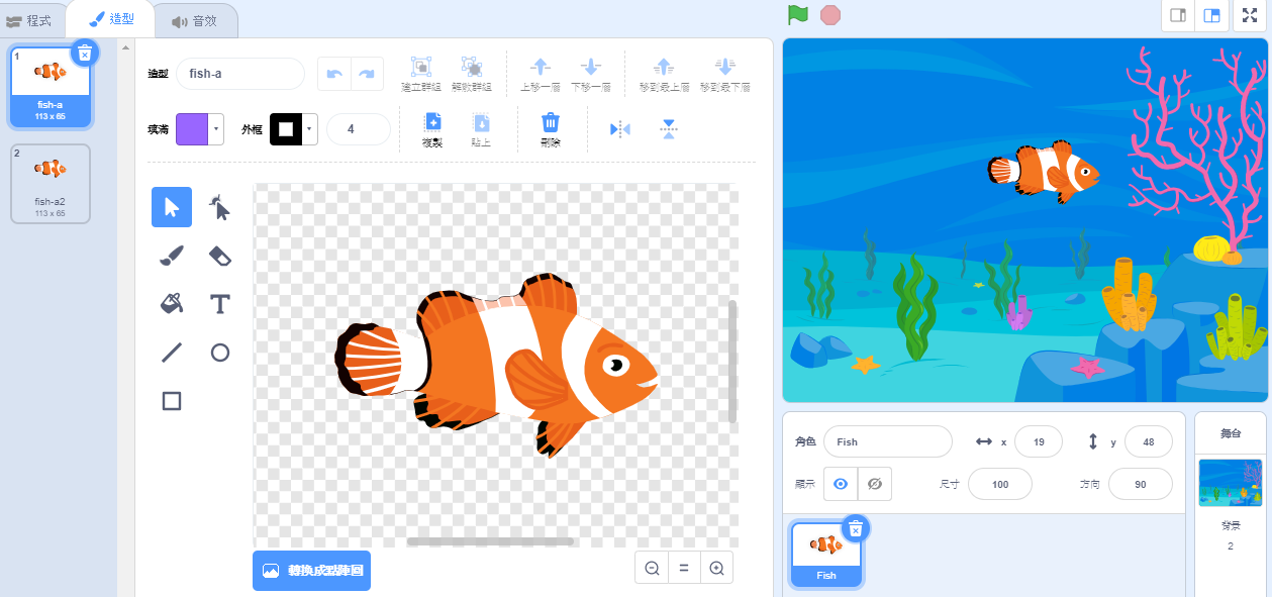 程式
造型
音效
1
fish-a
113 x 65
2
fish-a2
113 x 65
造型
fish-a
建立群組
解散群組
上移一層
下移一層
移到最上層
移到最下層
填滿
外框
4
複製
貼上
刪除
T
轉換成點陣圖
角色
Fish
x
19
y
48
顯示
尺寸
100
方向
90
Fish
舞台
背景
2